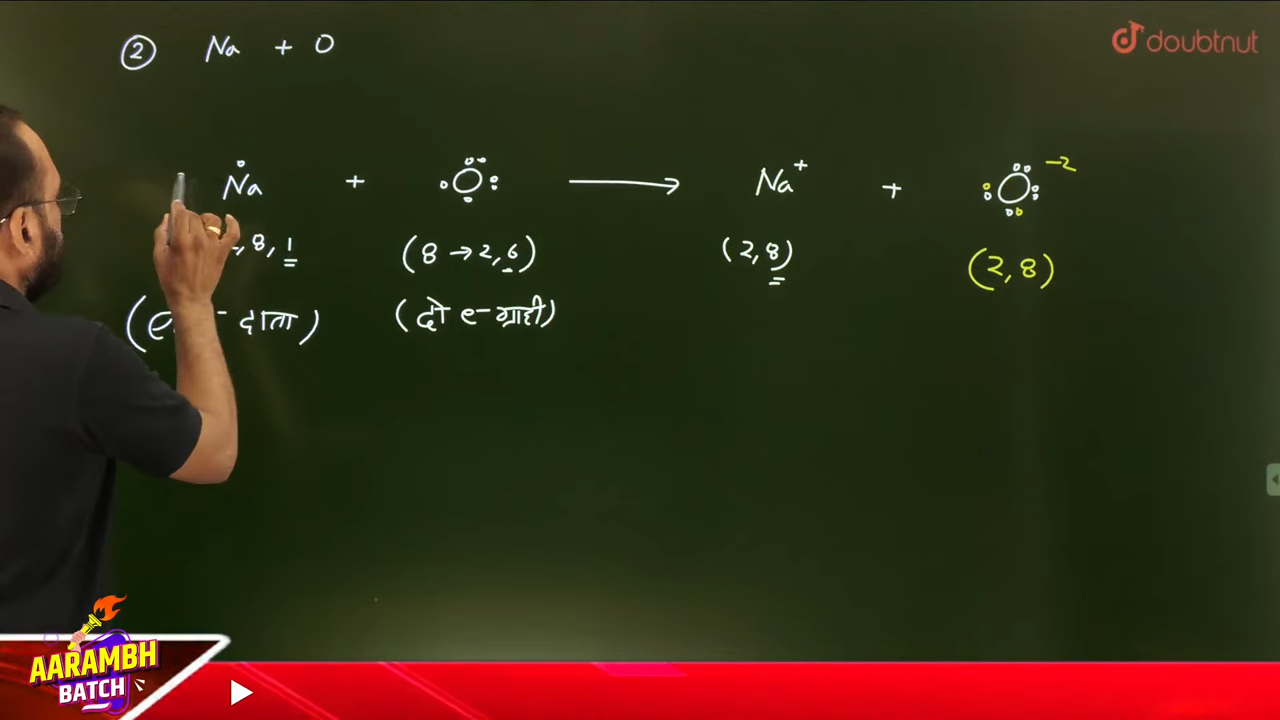 doubtnut
② Na + O
Na + O → Na⁺ + O⁻²
,8,1 (8→2,6) (2,8) (2,8)
दाता) (दो e- ग्राही)
AARAMBH
BATCH